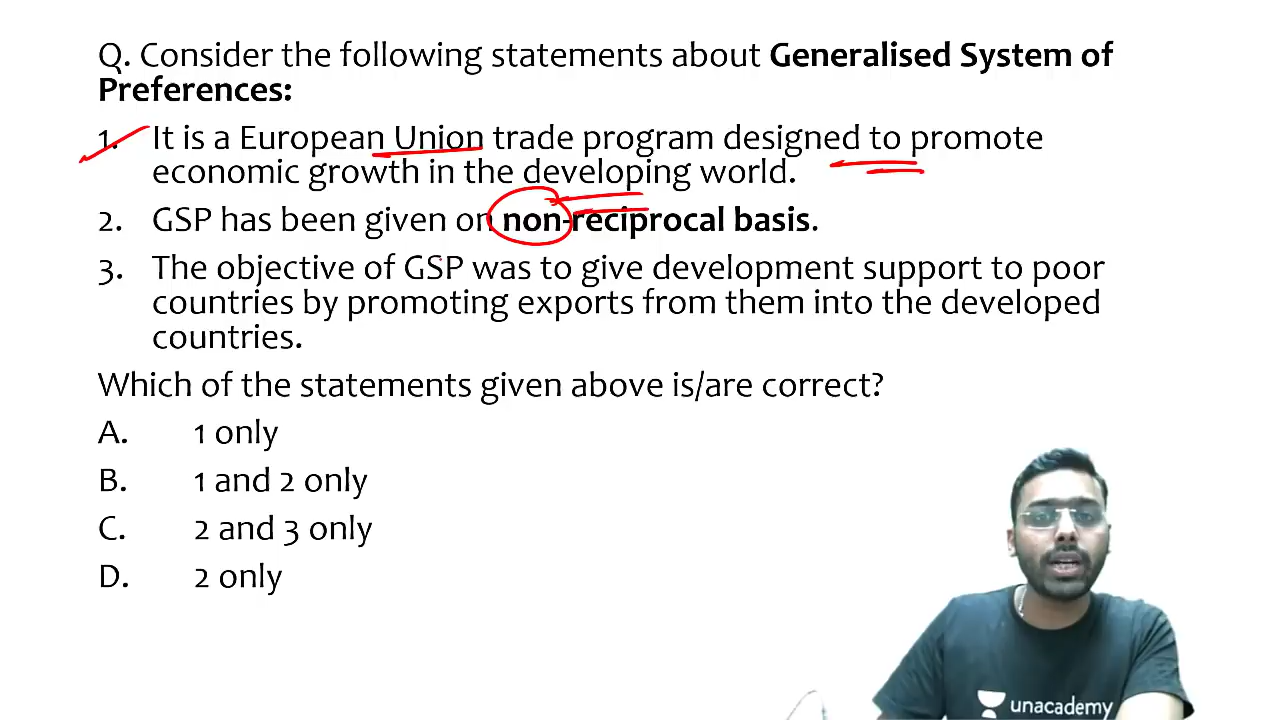 Q. Consider the following statements about Generalised System of
Preferences:
1. It is a European Union trade program designed to promote
economic growth in the developing world.
2. GSP has been given on non-reciprocal basis.
3. The objective of GSP was to give development support to poor
countries by promoting exports from them into the developed
countries.
Which of the statements given above is/are correct?
A. 1 only
B. 1 and 2 only
C. 2 and 3 only
D. 2 only
unacademy